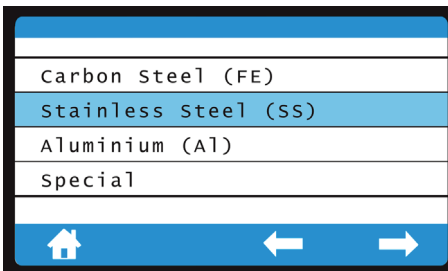 Carbon Steel (FE)
Stainless Steel (SS)
Aluminium (Al)
Special